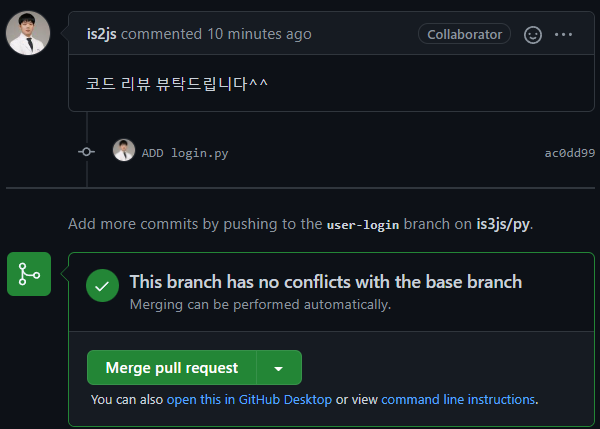 is2js commented 10 minutes ago Collaborator
코드 리뷰 뷰탁드립니다^^
ADD login.py ac0dd99
Add more commits by pushing to the user-login branch on is3js/py.
This branch has no conflicts with the base branch
Merging can be performed automatically.
Merge pull request
You can also open this in GitHub Desktop or view command line instructions.